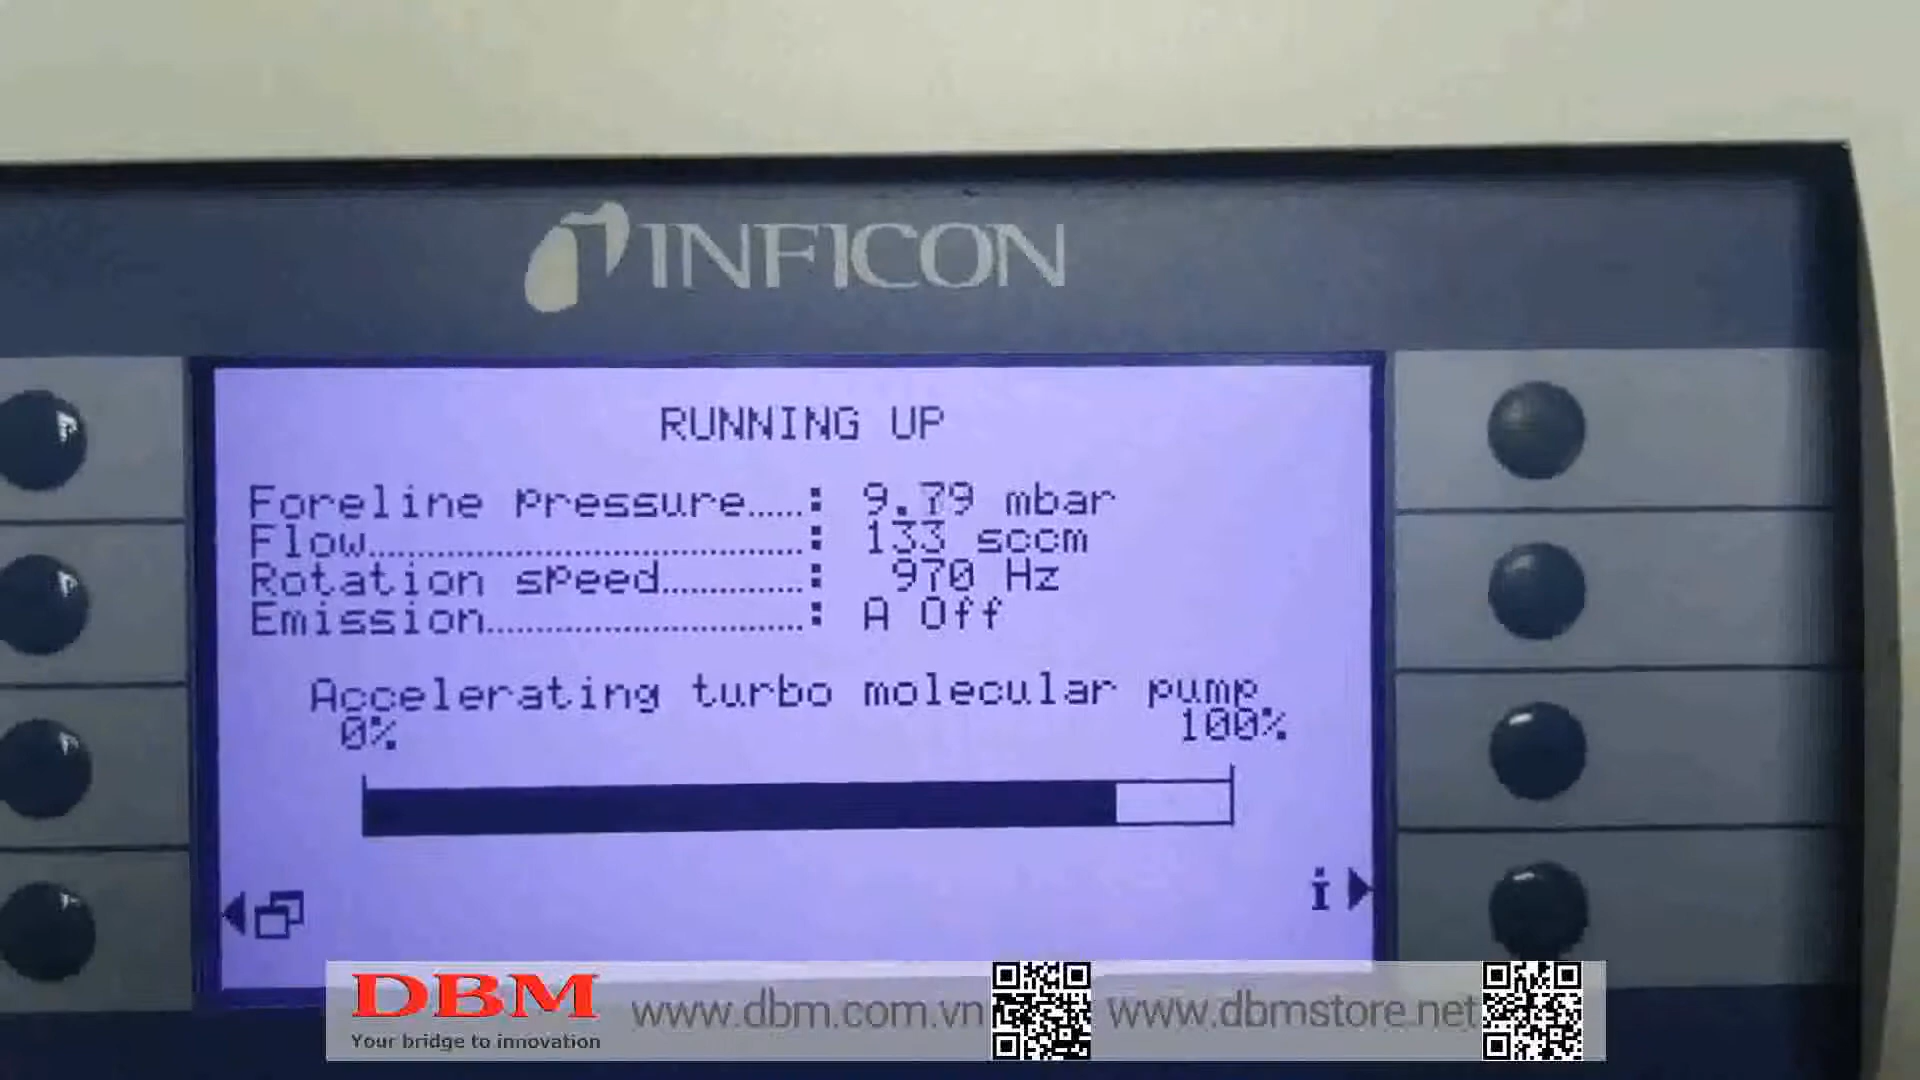 INFICON
RUNNING UP
Foreline pressure.....: 9.79 mbar
Flow.....: 133 sccm
Rotation speed.....: 970 Hz
Emission.....: A Off
Accelerating turbo molecular pump
0% 100%
i
DBM
Your bridge to innovation
www.dbm.com.vn
www.dbmstore.net